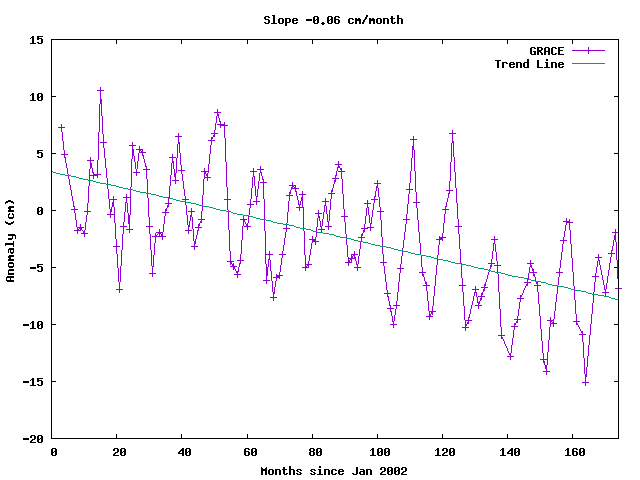 Slope -0.06 cm/month
GRACE
Trend Line
15
10
5
0
-5
-10
-15
-20
Anomaly (cm)
0 20 40 60 80 100 120 140 160
Months since Jan 2002